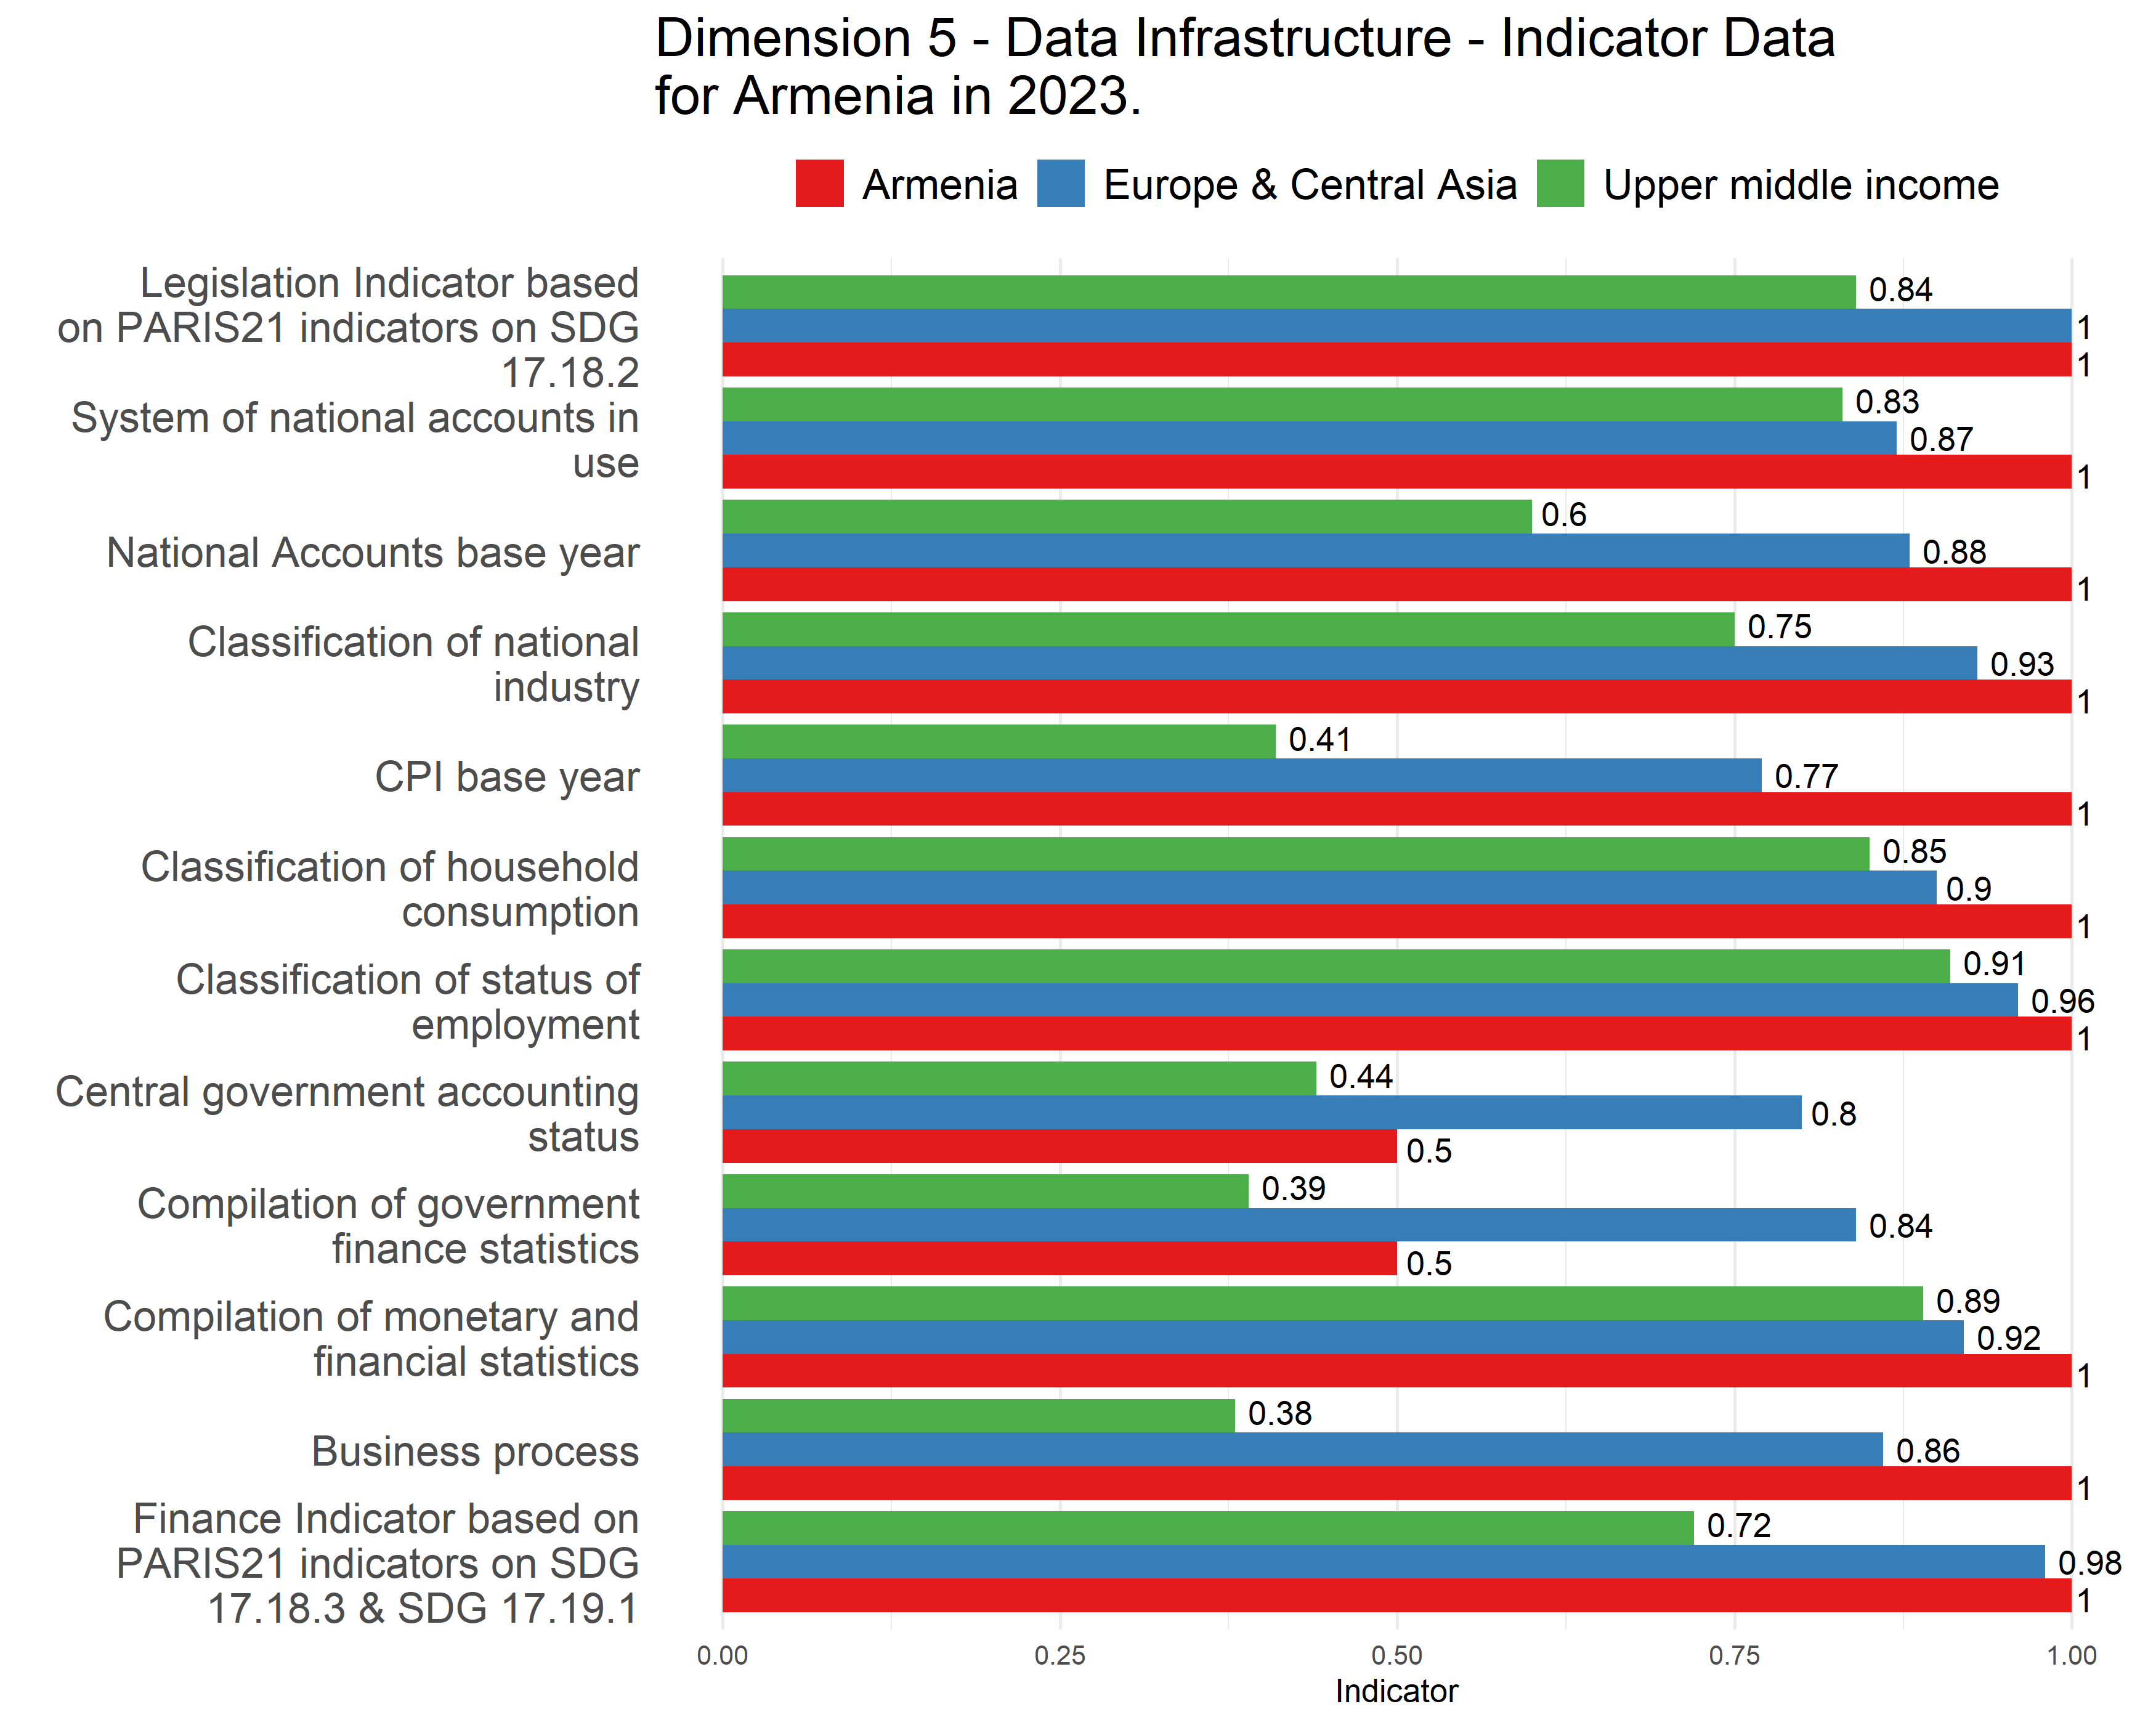 Dimension 5 - Data Infrastructure - Indicator Data
for Armenia in 2023.
Armenia
Europe & Central Asia
Upper middle income
Legislation Indicator based
on PARIS21 indicators on SDG
17.18.2
0.84
1
1
System of national accounts in
use
0.83
0.87
1
National Accounts base year
0.6
0.88
1
Classification of national
industry
0.75
0.93
1
CPI base year
0.41
0.77
1
Classification of household
consumption
0.85
0.9
1
Classification of status of
employment
0.91
0.96
1
Central government accounting
status
0.44
0.8
0.5
Compilation of government
finance statistics
0.39
0.84
0.5
Compilation of monetary and
financial statistics
0.89
0.92
1
Business process
0.38
0.86
1
Finance Indicator based on
PARIS21 indicators on SDG
17.18.3 & SDG 17.19.1
0.72
0.98
1
0.00
0.25
0.50
0.75
1.00
Indicator